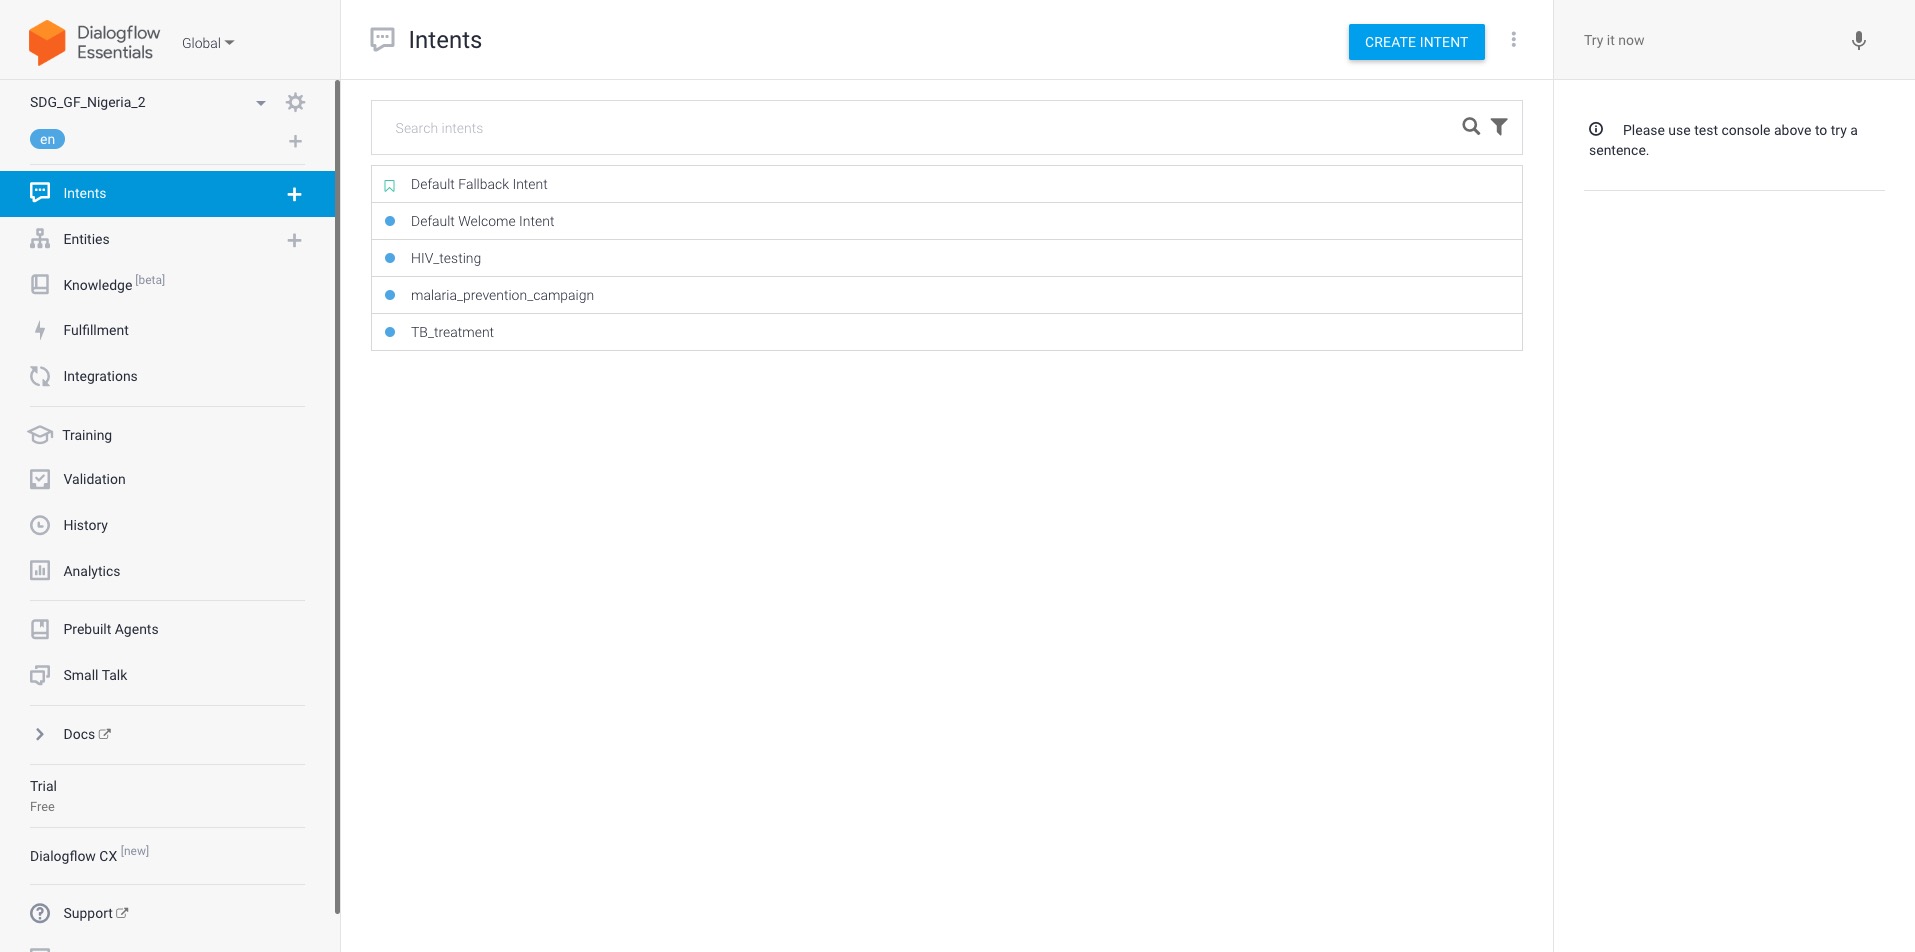 Dialogflow
Essentials
Global
SDG_GF_Nigeria_2
en
Intents
Entities
Knowledge [beta]
Fulfillment
Integrations
Training
Validation
History
Analytics
Prebuilt Agents
Small Talk
Docs
Trial
Free
Dialogflow CX [new]
Support
Intents
CREATE INTENT
Search intents
Default Fallback Intent
Default Welcome Intent
HIV_testing
malaria_prevention_campaign
TB_treatment
Try it now
Please use test console above to try a
sentence.